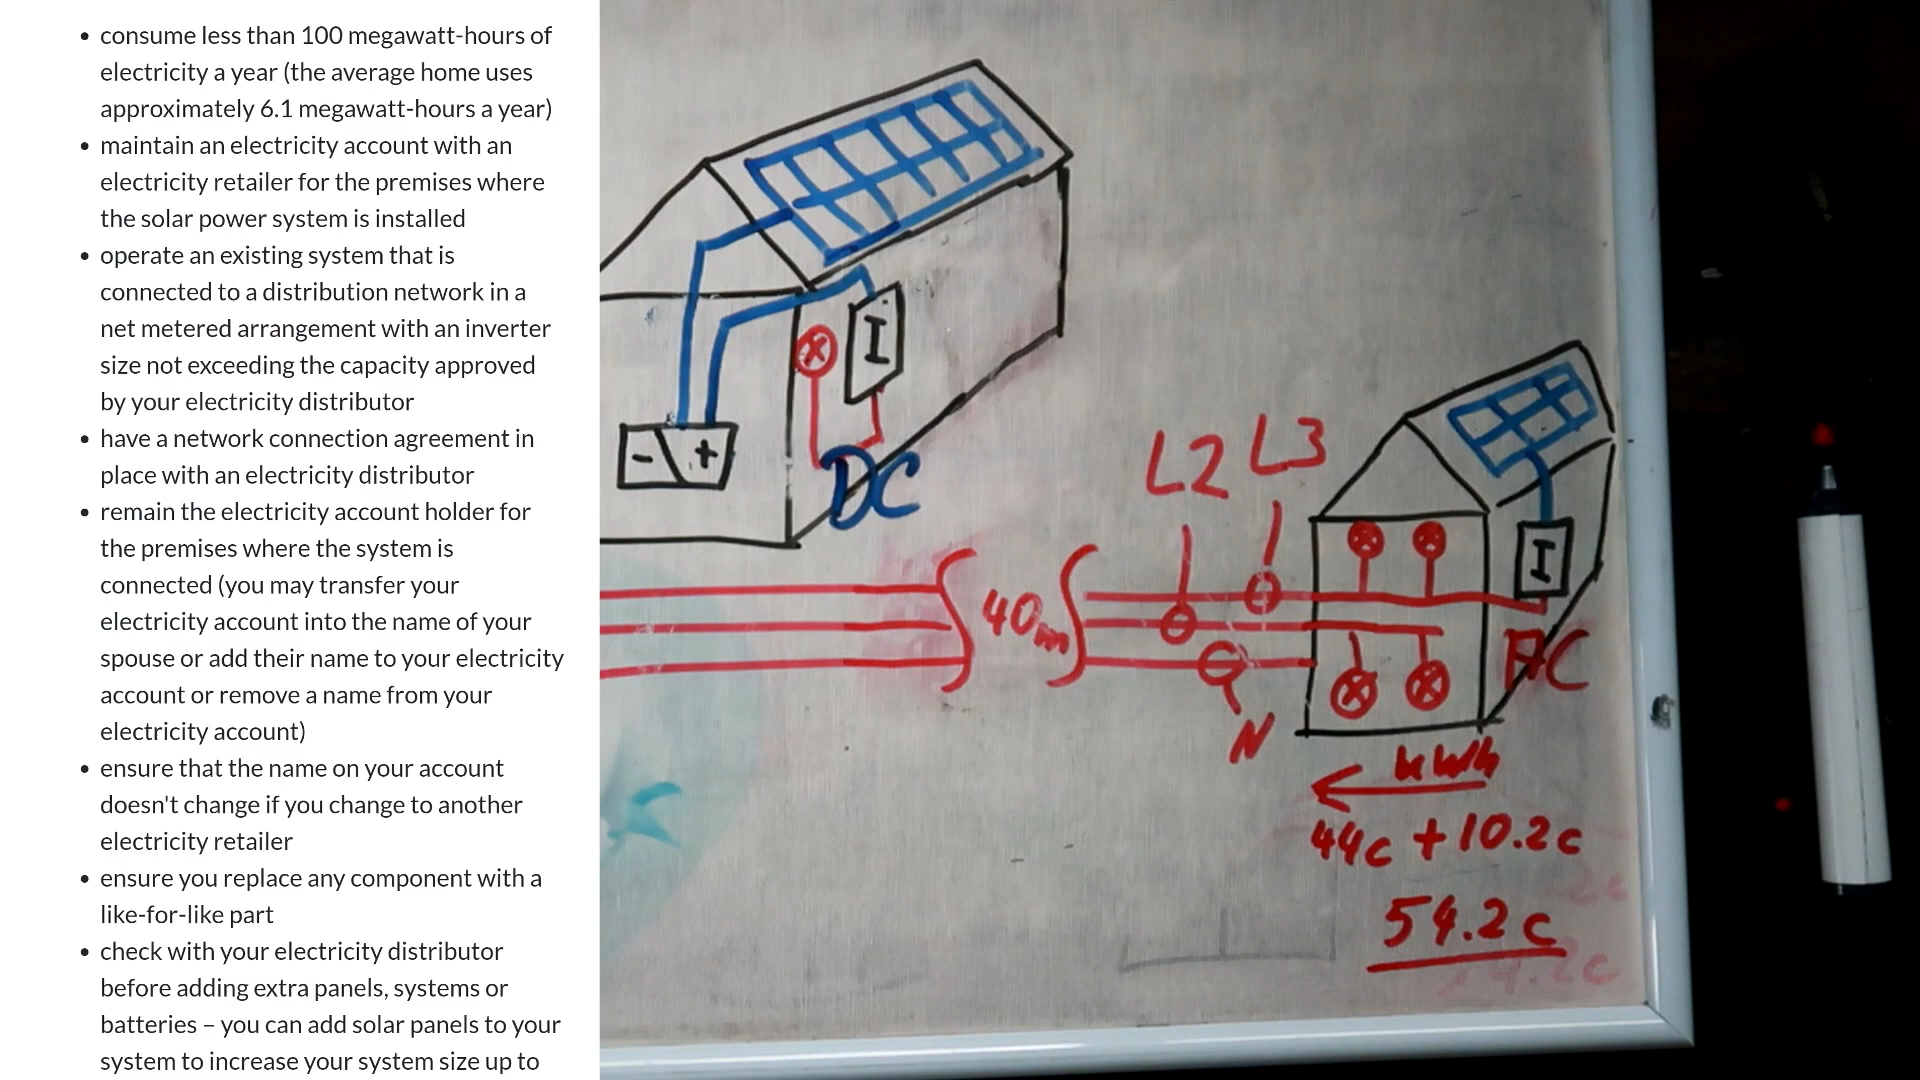 consume less than 100 megawatt-hours of
electricity a year (the average home uses
approximately 6.1 megawatt-hours a year)
maintain an electricity account with an
electricity retailer for the premises where
the solar power system is installed
operate an existing system that is
connected to a distribution network in a
net metered arrangement with an inverter
size not exceeding the capacity approved
by your electricity distributor
have a network connection agreement in
place with an electricity distributor
remain the electricity account holder for
the premises where the system is
connected (you may transfer your
electricity account into the name of your
spouse or add their name to your electricity
account or remove a name from your
electricity account)
ensure that the name on your account
doesn't change if you change to another
electricity retailer
ensure you replace any component with a
like-for-like part
check with your electricity distributor
before adding extra panels, systems or
batteries – you can add solar panels to your
system to increase your system size up to
I
- +
DC
L2 L3
40m
I
AC
N
kWh
44c + 10.2c
54.2c